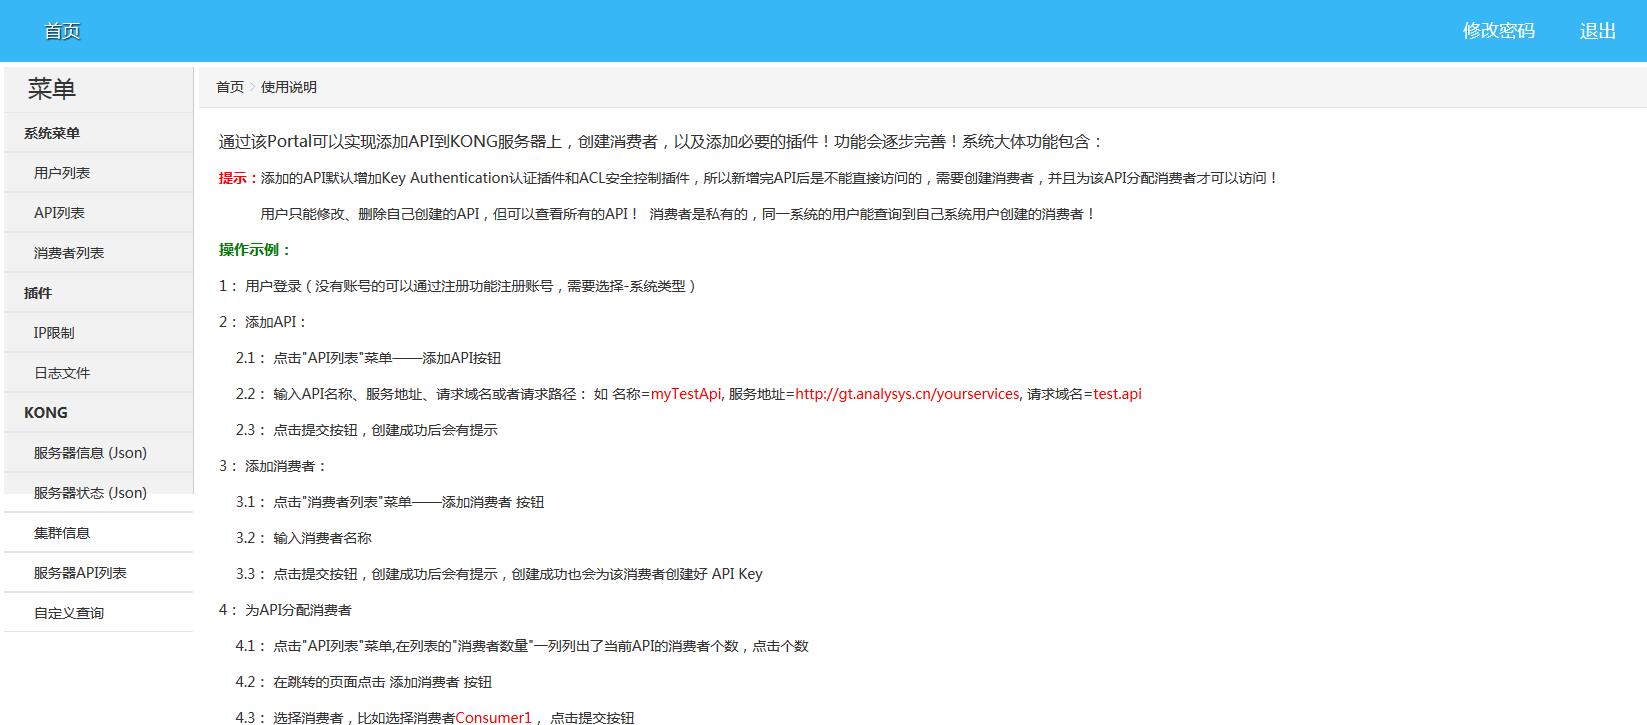 首页
修改密码
退出
菜单
系统菜单
用户列表
API列表
消费者列表
插件
IP限制
日志文件
KONG
服务器信息 (Json)
服务器状态 (Json)
集群信息
服务器API列表
自定义查询
首页 > 使用说明
通过该Portal可以实现添加API到KONG服务器上，创建消费者，以及添加必要的插件！功能会逐步完善！系统大体功能包含：
提示：添加的API默认增加Key Authentication认证插件和ACL安全控制插件，所以新增完API后是不能直接访问的，需要创建消费者，并且为该API分配消费者才可以访问！
用户只能修改、删除自己创建的API，但可以查看所有的API！ 消费者是私有的，同一系统的用户能查询到自己系统用户创建的消费者！
操作示例：
1： 用户登录（没有账号的可以通过注册功能注册账号，需要选择-系统类型）
2： 添加API：
2.1： 点击"API列表"菜单——添加API按钮
2.2： 输入API名称、服务地址、请求域名或者请求路径： 如 名称=myTestApi, 服务地址=http://gt.analysys.cn/yourservices, 请求域名=test.api
2.3： 点击提交按钮，创建成功后会有提示
3： 添加消费者：
3.1： 点击"消费者列表"菜单——添加消费者 按钮
3.2： 输入消费者名称
3.3： 点击提交按钮，创建成功后会有提示，创建成功也会为该消费者创建好 API Key
4： 为API分配消费者
4.1： 点击"API列表"菜单,在列表的"消费者数量"一列列出了当前API的消费者个数，点击个数
4.2： 在跳转的页面点击 添加消费者 按钮
4.3： 选择消费者，比如选择消费者Consumer1， 点击提交按钮